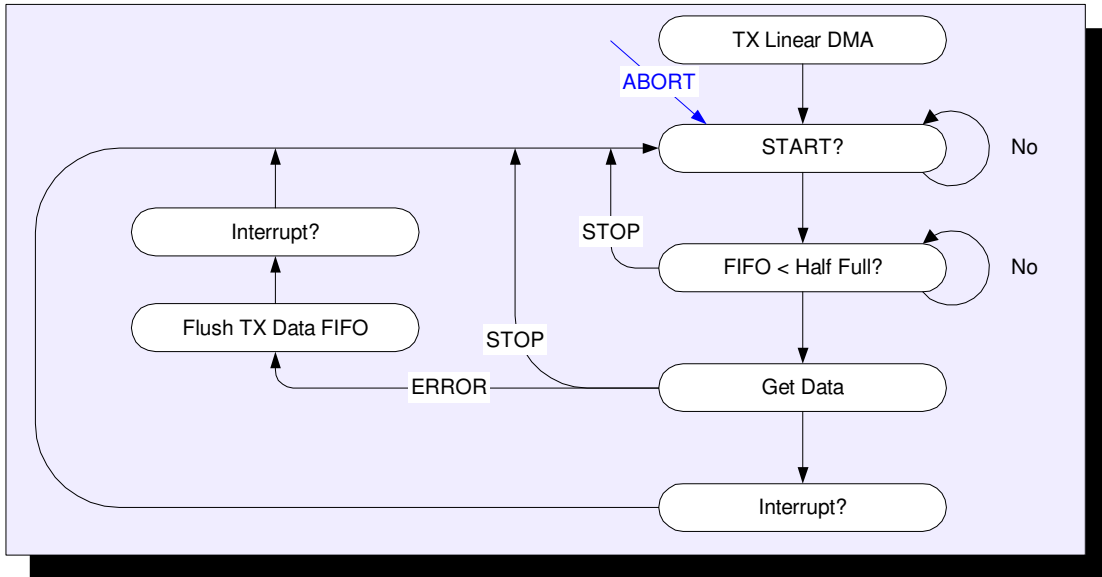 TX Linear DMA
ABORT
START?
No
Interrupt?
STOP
FIFO < Half Full?
No
Flush TX Data FIFO
STOP
ERROR
Get Data
Interrupt?